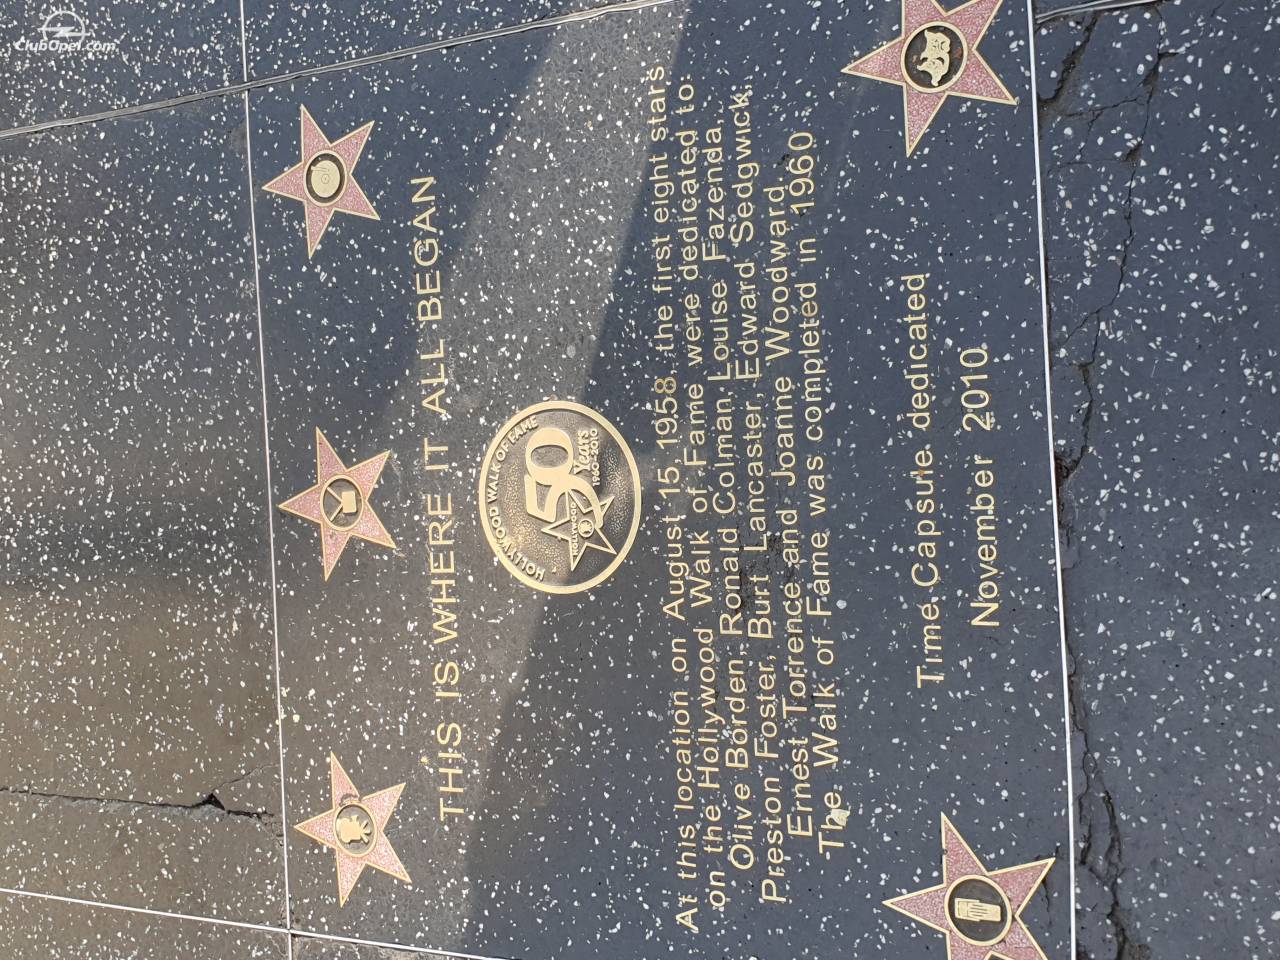 ClubOpel.com
THIS IS WHERE IT ALL BEGAN
HOLLYWOOD WALK OF FAME
50
Years
1960-2010
HOLLYWOOD
At this location on August 15, 1958, the first eight stars
on the Hollywood Walk of Fame were dedicated to:
Olive Borden, Ronald Colman, Louise Fazenda,
Preston Foster, Burt Lancaster, Edward Sedgwick,
Ernest Torrence and Joanne Woodward
The Walk of Fame was completed in 1960
Time Capsule dedicated
November 2010